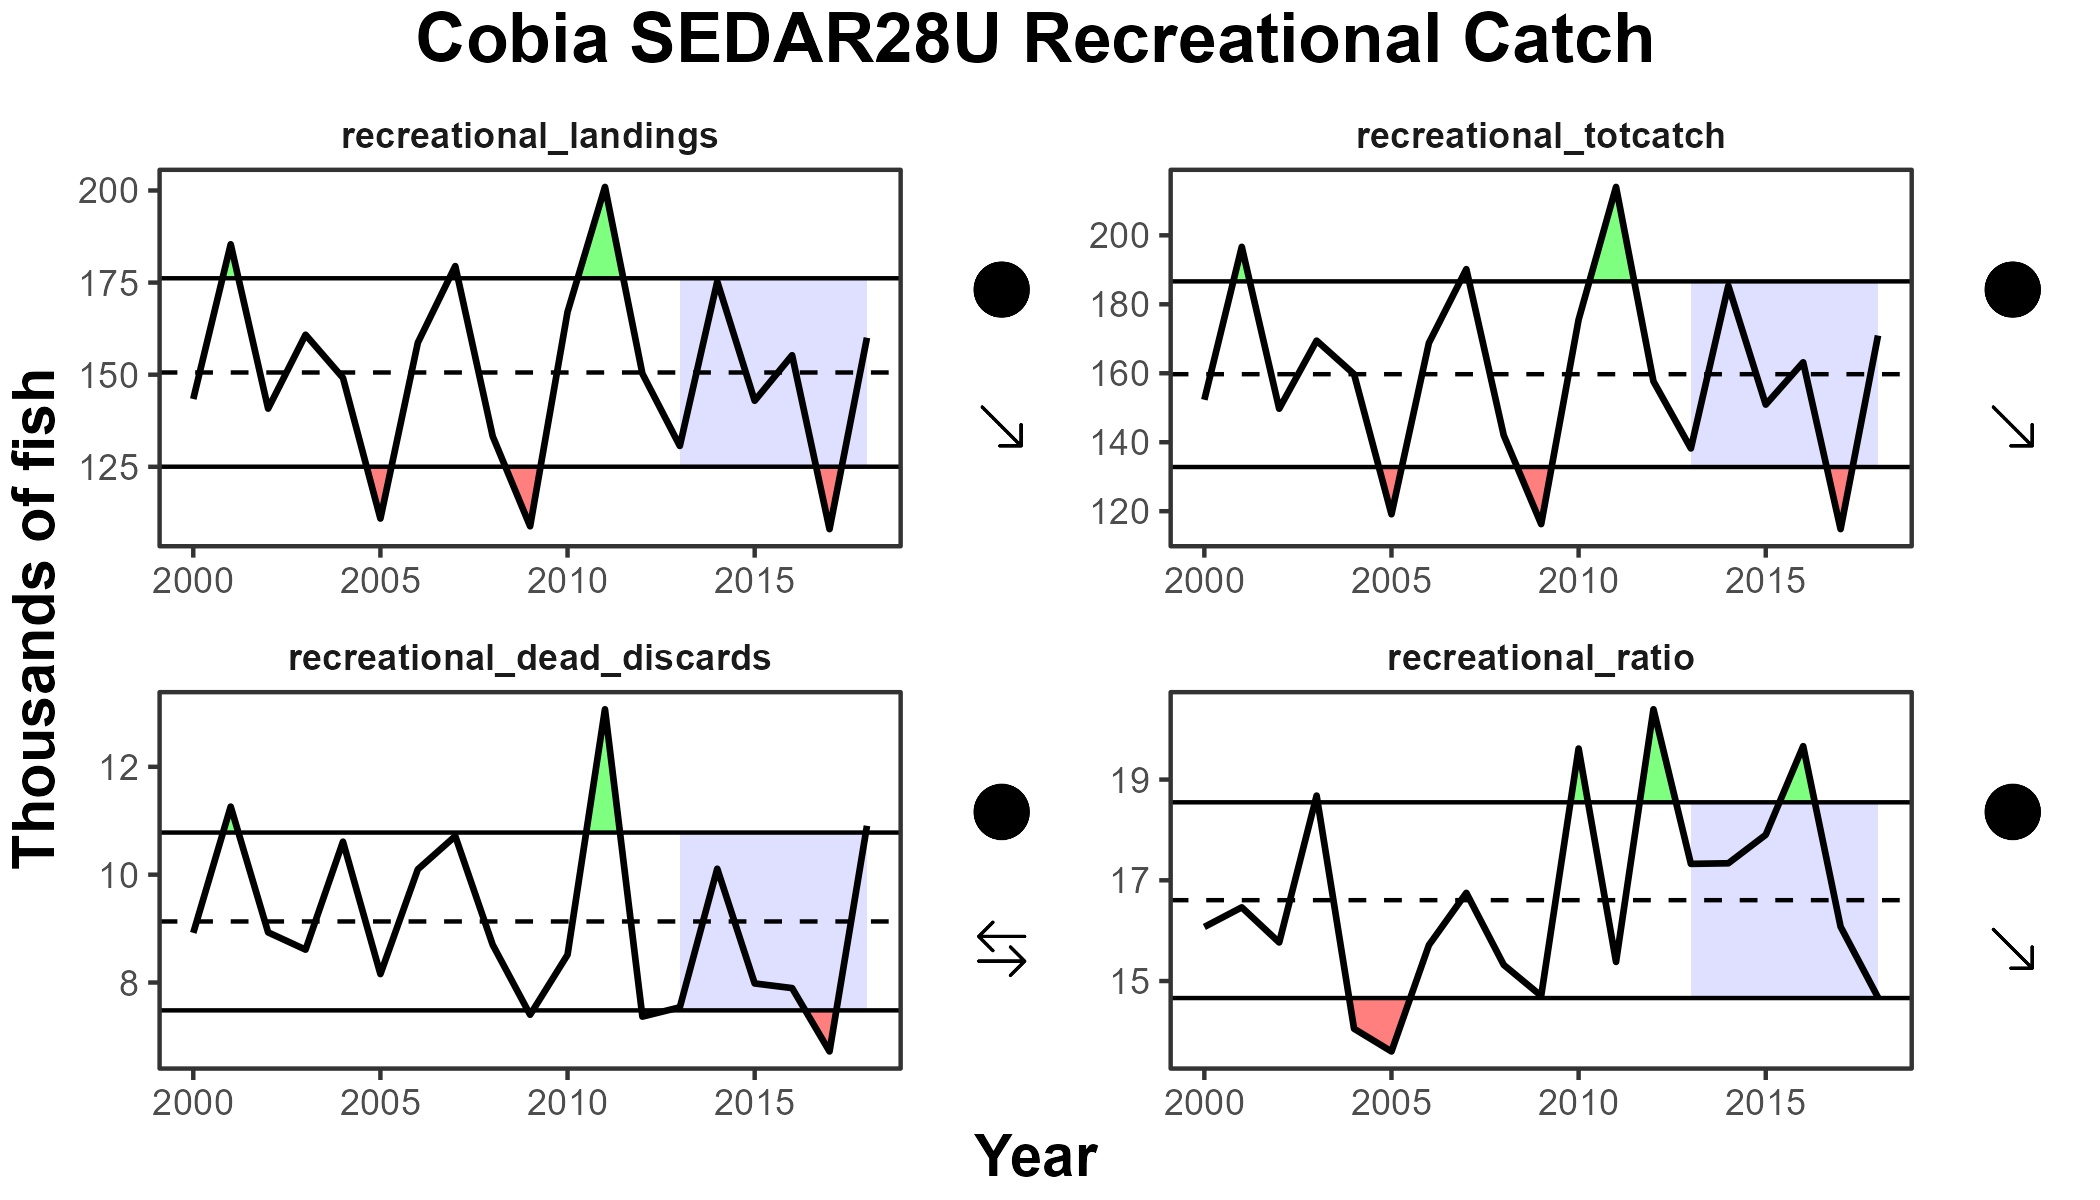 Cobia SEDAR28U Recreational Catch
recreational_landings
200
175
150
125
2000 2005 2010 2015
recreational_totcatch
200
180
160
140
120
2000 2005 2010 2015
Thousands of fish
recreational_dead_discards
12
10
8
2000 2005 2010 2015
recreational_ratio
19
17
15
2000 2005 2010 2015
Year